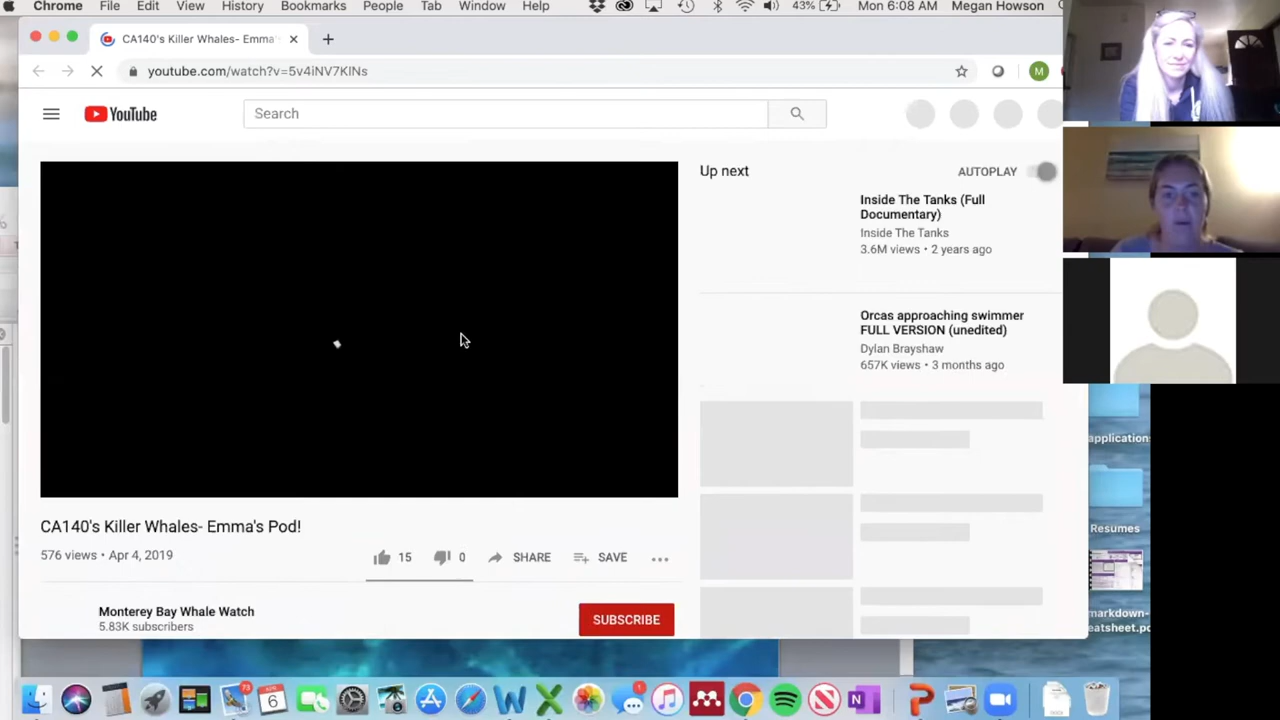 Chrome File Edit View History Bookmarks People Tab Window Help 43% Mon 6:08 AM Megan Howson
CA140's Killer Whales- Emma'
youtube.com/watch?v=5v4iNV7KINs
M
YouTube
Search
Up next
AUTOPLAY
Inside The Tanks (Full
Documentary)
Inside The Tanks
3.6M views • 2 years ago
Orcas approaching swimmer
FULL VERSION (unedited)
Dylan Brayshaw
657K views • 3 months ago
CA140's Killer Whales- Emma's Pod!
576 views • Apr 4, 2019
15 0 SHARE SAVE
Monterey Bay Whale Watch
5.83K subscribers
SUBSCRIBE
application
Resumes
markdown-
eatsheet.p
73
6
1